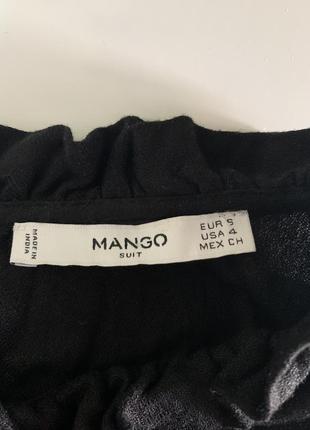 MADE IN
INDIA
MANGO
SUIT
EUR S
USA 4
MEX CH